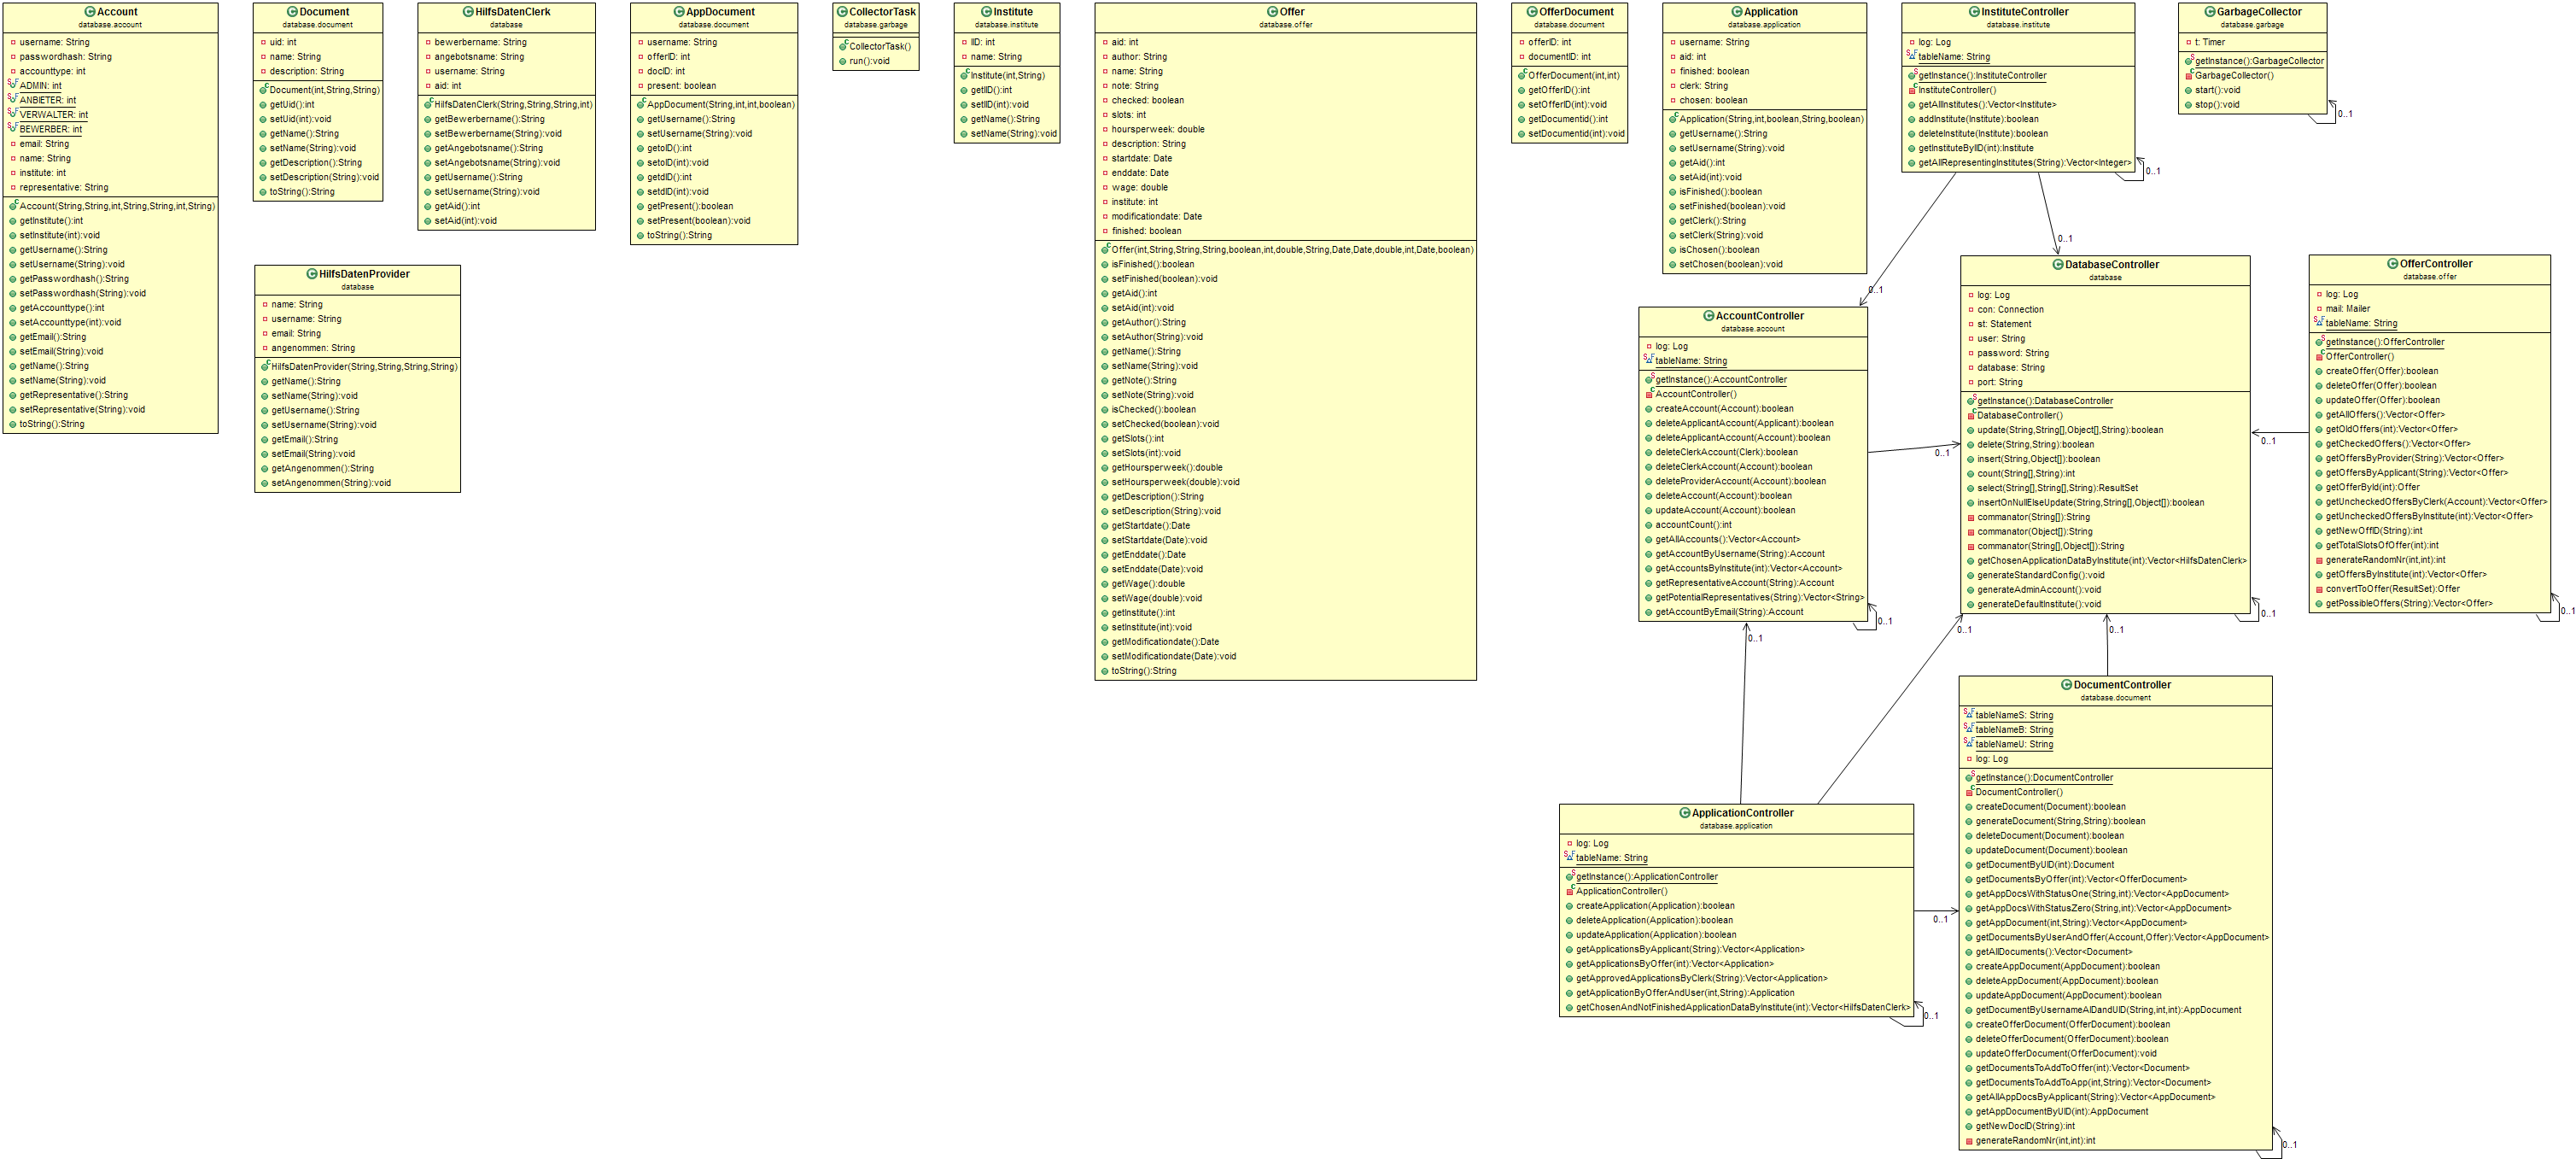 Account
database.account
username: String
passwordhash: String
accounttype: int
ADMIN: int
ANBIETER: int
VERWALTER: int
BEWERBER: int
email: String
name: String
institute: int
representative: String
Account(String,String,int,String,String,int,String)
getInstitute():int
setInstitute(int):void
getUsername():String
setUsername(String):void
getPasswordhash():String
setPasswordhash(String):void
getAccounttype():int
setAccounttype(int):void
getEmail():String
setEmail(String):void
getName():String
setName(String):void
getRepresentative():String
setRepresentative(String):void
toString():String
Document
database.document
uid: int
name: String
description: String
Document(int,String,String)
getUid():int
setUid(int):void
getName():String
setName(String):void
getDescription():String
setDescription(String):void
toString():String
HilfsDatenProvider
database
name: String
username: String
email: String
angenommen: String
HilfsDatenProvider(String,String,String,String)
getName():String
setName(String):void
getUsername():String
setUsername(String):void
getEmail():String
setEmail(String):void
getAngenommen():String
setAngenommen(String):void
HilfsDatenClerk
database
bewerbername: String
angebotsname: String
username: String
aid: int
HilfsDatenClerk(String,String,String,int)
getBewerbername():String
setBewerbername(String):void
getAngebotsname():String
setAngebotsname(String):void
getUsername():String
setUsername(String):void
getAid():int
setAid(int):void
AppDocument
database.document
username: String
offerID: int
docID: int
present: boolean
AppDocument(String,int,int,boolean)
getUsername():String
setUsername(String):void
getoID():int
setoID(int):void
getdID():int
setdID(int):void
getPresent():boolean
setPresent(boolean):void
toString():String
CollectorTask
database.garbage
CollectorTask()
run():void
Institute
database.institute
IID: int
name: String
Institute(int,String)
getIID():int
setIID(int):void
getName():String
setName(String):void
Offer
database.offer
aid: int
author: String
name: String
note: String
checked: boolean
slots: int
hoursperweek: double
description: String
startdate: Date
enddate: Date
wage: double
institute: int
modificationdate: Date
finished: boolean
Offer(int,String,String,String,boolean,int,double,String,Date,Date,double,int,Date,boolean)
isFinished():boolean
setFinished(boolean):void
getAid():int
setAid(int):void
getAuthor():String
setAuthor(String):void
getName():String
setName(String):void
getNote():String
setNote(String):void
isChecked():boolean
setChecked(boolean):void
getSlots():int
setSlots(int):void
getHoursperweek():double
setHoursperweek(double):void
getDescription():String
setDescription(String):void
getStartdate():Date
setStartdate(Date):void
getEnddate():Date
setEnddate(Date):void
getWage():double
setWage(double):void
getInstitute():int
setInstitute(int):void
getModificationdate():Date
setModificationdate(Date):void
toString():String
OfferDocument
database.document
offerID: int
documentID: int
OfferDocument(int,int)
getOfferID():int
setOfferID(int):void
getDocumentid():int
setDocumentid(int):void
Application
database.application
username: String
aid: int
finished: boolean
clerk: String
chosen: boolean
Application(String,int,boolean,String,boolean)
getUsername():String
setUsername(String):void
getAid():int
setAid(int):void
isFinished():boolean
setFinished(boolean):void
getClerk():String
setClerk(String):void
isChosen():boolean
setChosen(boolean):void
InstituteController
database.institute
log: Log
tableName: String
getInstance():InstituteController
InstituteController()
getAllInstitutes():Vector<Institute>
addInstitute(Institute):boolean
deleteInstitute(Institute):boolean
getInstituteByIID(int):Institute
getAllRepresentingInstitutes(String):Vector<Integer>
0..1
0..1
0..1
GarbageCollector
database.garbage
t: Timer
getInstance():GarbageCollector
GarbageCollector()
start():void
stop():void
0..1
AccountController
database.account
log: Log
tableName: String
getInstance():AccountController
AccountController()
createAccount(Account):boolean
deleteApplicantAccount(Applicant):boolean
deleteApplicantAccount(Account):boolean
deleteClerkAccount(Clerk):boolean
deleteClerkAccount(Account):boolean
deleteProviderAccount(Account):boolean
deleteAccount(Account):boolean
updateAccount(Account):boolean
accountCount():int
getAllAccounts():Vector<Account>
getAccountByUsername(String):Account
getAccountsByInstitute(int):Vector<Account>
getRepresentativeAccount(String):Account
getPotentialRepresentatives(String):Vector<String>
getAccountByEmail(String):Account
0..1
0..1
0..1
DatabaseController
database
log: Log
con: Connection
st: Statement
user: String
password: String
database: String
port: String
getInstance():DatabaseController
DatabaseController()
update(String,String[],Object[],String):boolean
delete(String,String):boolean
insert(String,Object[]):boolean
count(String[],String):int
select(String[],String[],String):ResultSet
insertOnNullElseUpdate(String,String[],Object[]):boolean
commanator(String[]):String
commanator(Object[]):String
commanator(String[],Object[]):String
getChosenApplicationDataByInstitute(int):Vector<HilfsDatenClerk>
generateStandardConfig():void
generateAdminAccount():void
generateDefaultInstitute():void
0..1
0..1
0..1
0..1
OfferController
database.offer
log: Log
mail: Mailer
tableName: String
getInstance():OfferController
OfferController()
createOffer(Offer):boolean
deleteOffer(Offer):boolean
updateOffer(Offer):boolean
getAllOffers():Vector<Offer>
getOldOffers(int):Vector<Offer>
getCheckedOffers():Vector<Offer>
getOffersByProvider(String):Vector<Offer>
getOffersByApplicant(String):Vector<Offer>
getOfferById(int):Offer
getUncheckedOffersByClerk(Account):Vector<Offer>
getUncheckedOffersByInstitute(int):Vector<Offer>
getNewOffID(String):int
getTotalSlotsOfOffer(int):int
generateRandomNr(int,int):int
getOffersByInstitute(int):Vector<Offer>
convertToOffer(ResultSet):Offer
getPossibleOffers(String):Vector<Offer>
0..1
ApplicationController
database.application
log: Log
tableName: String
getInstance():ApplicationController
ApplicationController()
createApplication(Application):boolean
deleteApplication(Application):boolean
updateApplication(Application):boolean
getApplicationsByApplicant(String):Vector<Application>
getApplicationsByOffer(int):Vector<Application>
getApprovedApplicationsByClerk(String):Vector<Application>
getApplicationByOfferAndUser(int,String):Application
getChosenAndNotFinishedApplicationDataByInstitute(int):Vector<HilfsDatenClerk>
0..1
0..1
DocumentController
database.document
tableNameS: String
tableNameB: String
tableNameU: String
log: Log
getInstance():DocumentController
DocumentController()
createDocument(Document):boolean
generateDocument(String,String):boolean
deleteDocument(Document):boolean
updateDocument(Document):boolean
getDocumentByUID(int):Document
getDocumentsByOffer(int):Vector<OfferDocument>
getAppDocsWithStatusOne(String,int):Vector<AppDocument>
getAppDocsWithStatusZero(String,int):Vector<AppDocument>
getAppDocument(int,String):Vector<AppDocument>
getDocumentsByUserAndOffer(Account,Offer):Vector<AppDocument>
getAllDocuments():Vector<Document>
createAppDocument(AppDocument):boolean
deleteAppDocument(AppDocument):boolean
updateAppDocument(AppDocument):boolean
getDocumentByUsernameAIDandUID(String,int,int):AppDocument
createOfferDocument(OfferDocument):boolean
deleteOfferDocument(OfferDocument):boolean
updateOfferDocument(OfferDocument):void
getDocumentsToAddToOffer(int):Vector<Document>
getDocumentsToAddToApp(int,String):Vector<Document>
getAllAppDocsByApplicant(String):Vector<AppDocument>
getAppDocumentByUID(int):AppDocument
getNewDocID(String):int
generateRandomNr(int,int):int
0..1